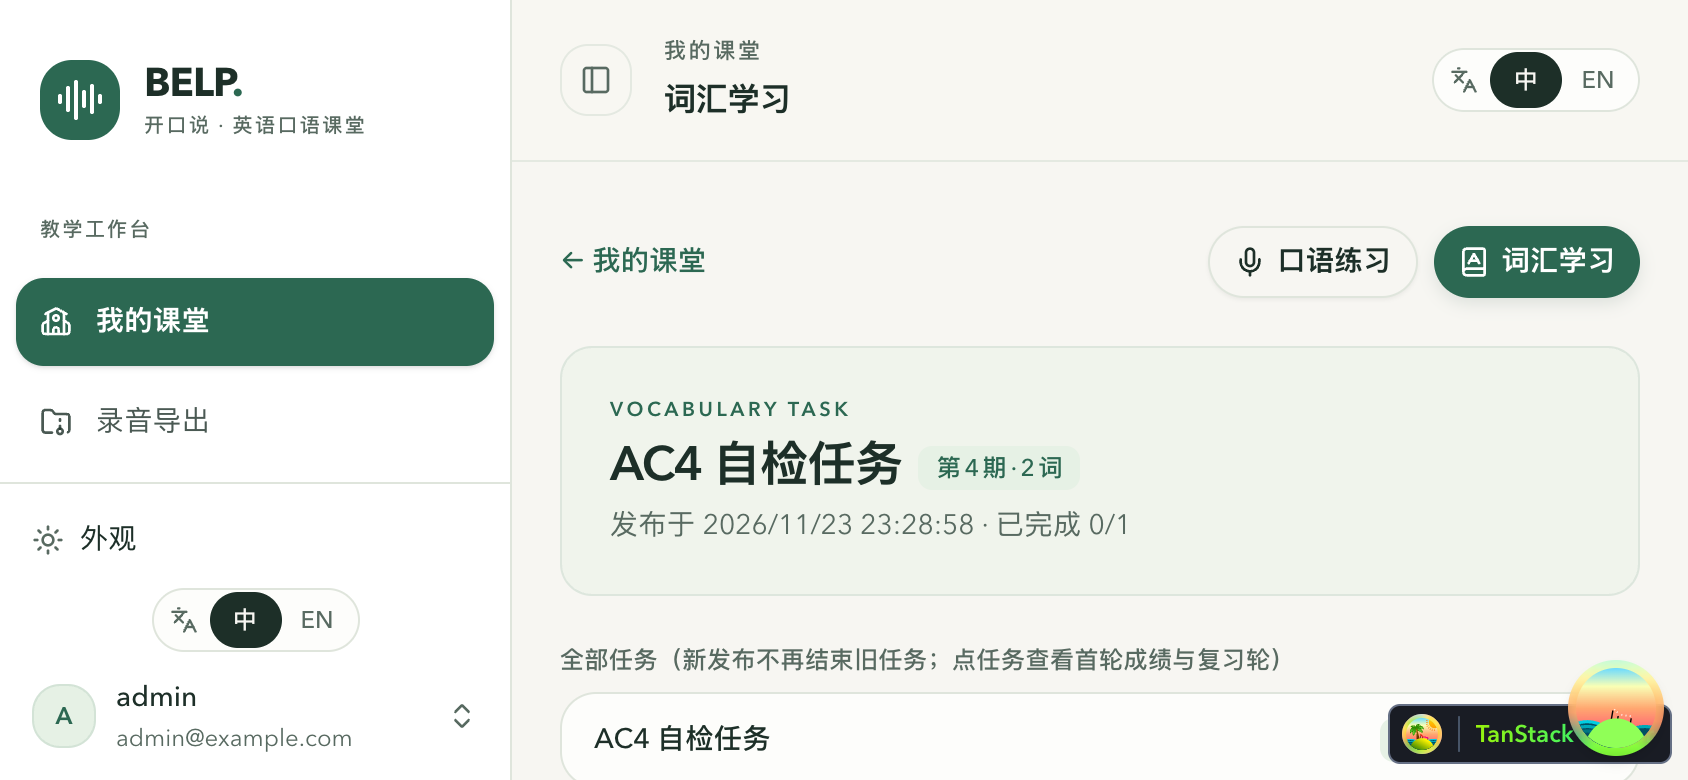 BELP.
开口说 · 英语口语课堂
教学工作台
我的课堂
录音导出
外观
中 EN
A
admin
admin@example.com
我的课堂
词汇学习
中 EN
← 我的课堂
口语练习
词汇学习
VOCABULARY TASK
AC4 自检任务 第 4 期 · 2 词
发布于 2026/11/23 23:28:58 · 已完成 0/1
全部任务（新发布不再结束旧任务；点任务查看首轮成绩与复习轮）
AC4 自检任务
TanStack